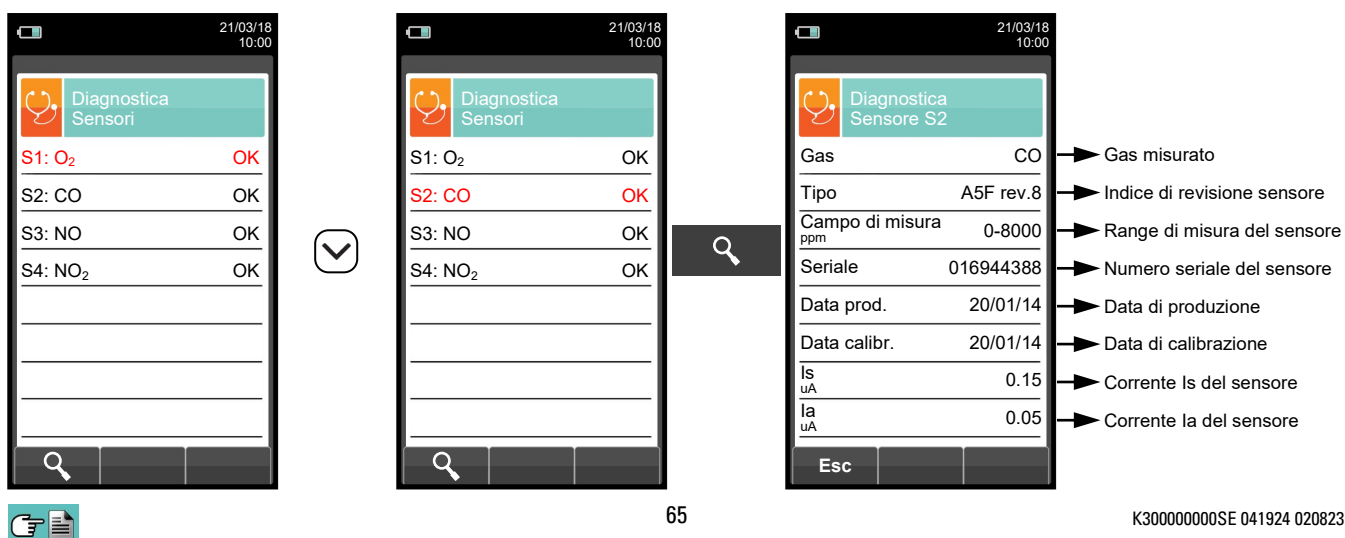 21/03/18
10:00
Diagnostica
Sensori
S1: O₂ OK
S2: CO OK
S3: NO OK
S4: NO₂ OK
21/03/18
10:00
Diagnostica
Sensori
S1: O₂ OK
S2: CO OK
S3: NO OK
S4: NO₂ OK
21/03/18
10:00
Diagnostica
Sensore S2
Gas CO Gas misurato
Tipo A5F rev.8 Indice di revisione sensore
Campo di misura
ppm 0-8000 Range di misura del sensore
Seriale 016944388 Numero seriale del sensore
Data prod. 20/01/14 Data di produzione
Data calibr. 20/01/14 Data di calibrazione
Is
uA 0.15 Corrente Is del sensore
Ia
uA 0.05 Corrente Ia del sensore
Esc
65
K300000000SE 041924 020823